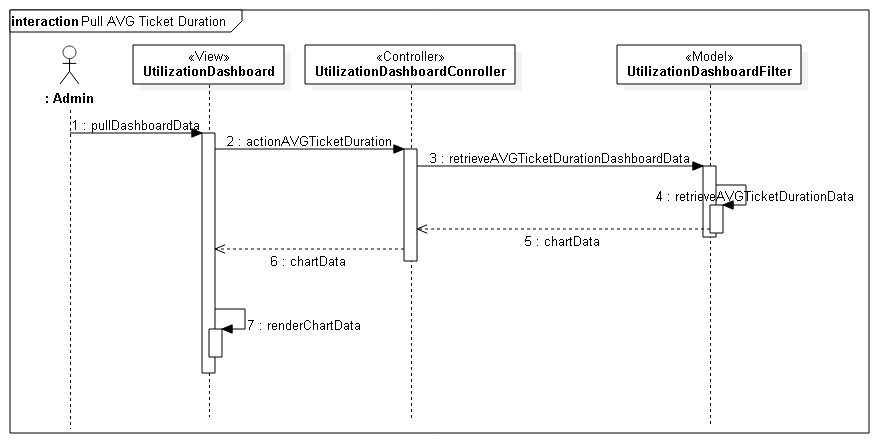 interaction Pull AVG Ticket Duration
: Admin
«View»
UtilizationDashboard
«Controller»
UtilizationDashboardConroller
«Model»
UtilizationDashboardFilter
1 : pullDashboardData
2 : actionAVGTicketDuration
3 : retrieveAVGTicketDurationDashboardData
4 : retrieveAVGTicketDurationData
5 : chartData
6 : chartData
7 : renderChartData